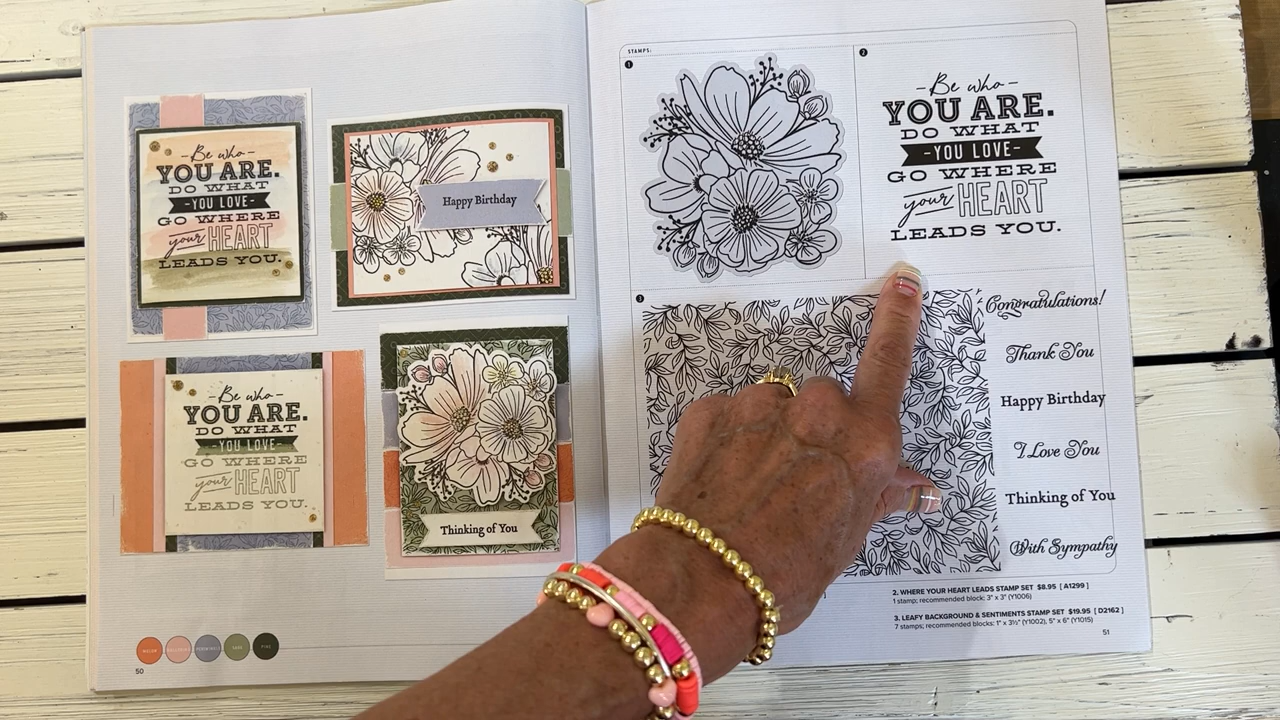 -Be who-
YOU ARE.
DO WHAT
-YOU LOVE-
GO WHERE
your HEART
LEADS YOU.
Happy Birthday
-Be who-
YOU ARE.
DO WHAT
-YOU LOVE-
GO WHERE
your HEART
LEADS YOU.
Thinking of You
MELON
BALLERINA
PERIWINKLE
SAGE
PINE
50
STAMPS:
1
2
-Be who-
YOU ARE.
DO WHAT
-YOU LOVE-
GO WHERE
your HEART
LEADS YOU.
3
Congratulations!
Thank You
Happy Birthday
I Love You
Thinking of You
With Sympathy
2. WHERE YOUR HEART LEADS STAMP SET $8.95 [ A1299 ]
1 stamp; recommended block: 3" x 3" (Y1006)
3. LEAFY BACKGROUND & SENTIMENTS STAMP SET $19.95 [ D2162 ]
7 stamps; recommended blocks: 1" x 3½" (Y1002), 5" x 6" (Y1015)
51